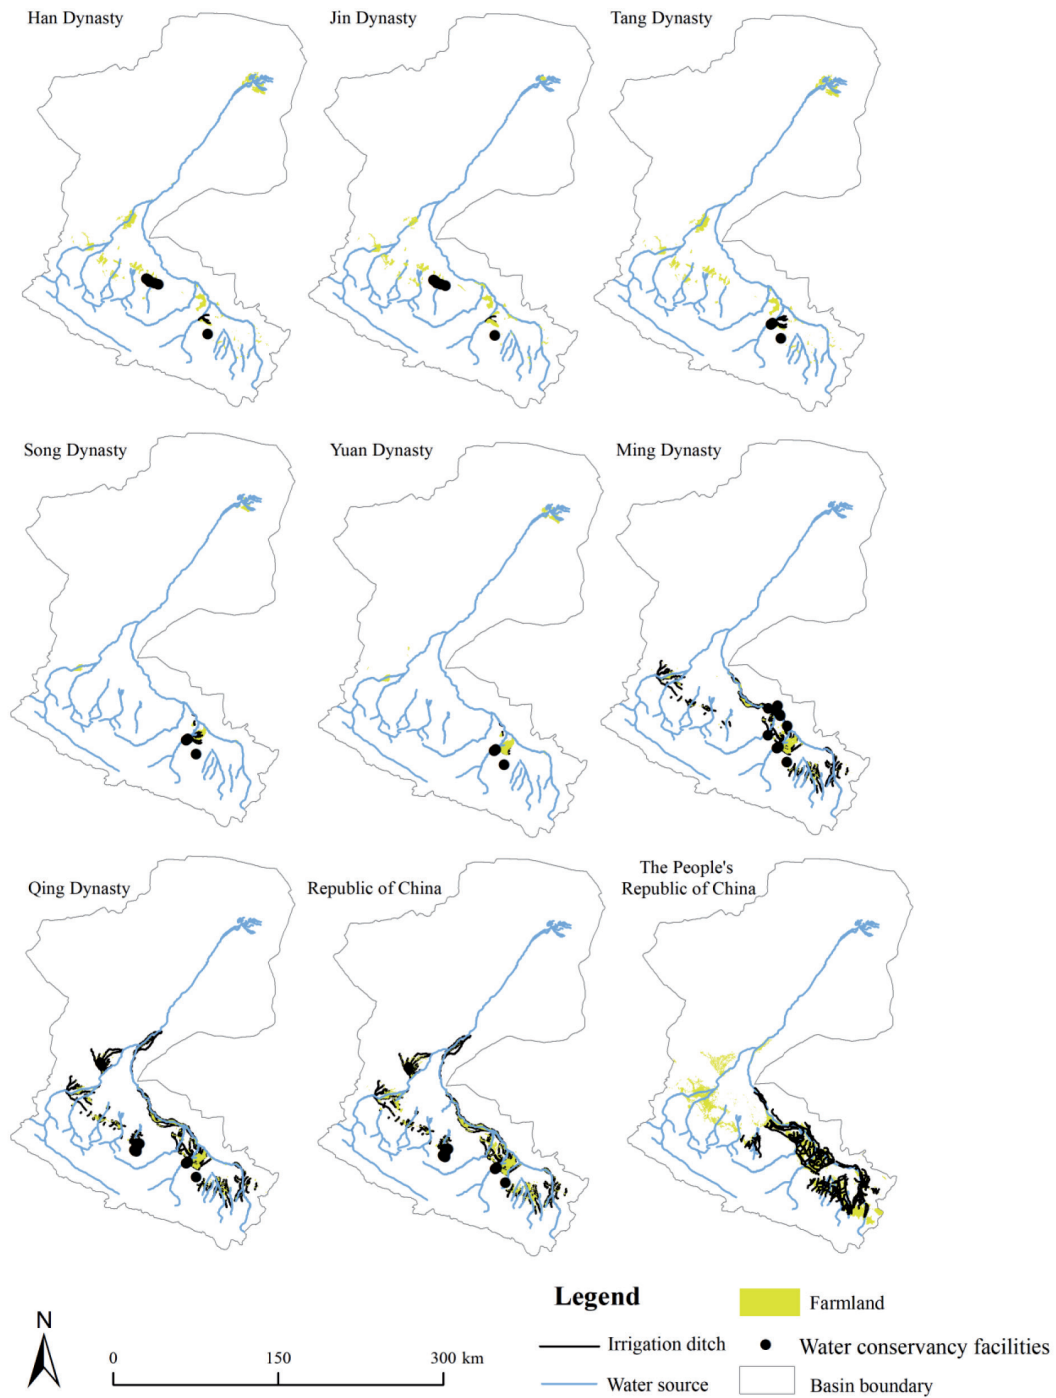 Han Dynasty
Jin Dynasty
Tang Dynasty
Song Dynasty
Yuan Dynasty
Ming Dynasty
Qing Dynasty
Republic of China
The People's
Republic of China
N
0 150 300 km
Legend
Farmland
Irrigation ditch
Water conservancy facilities
Water source
Basin boundary